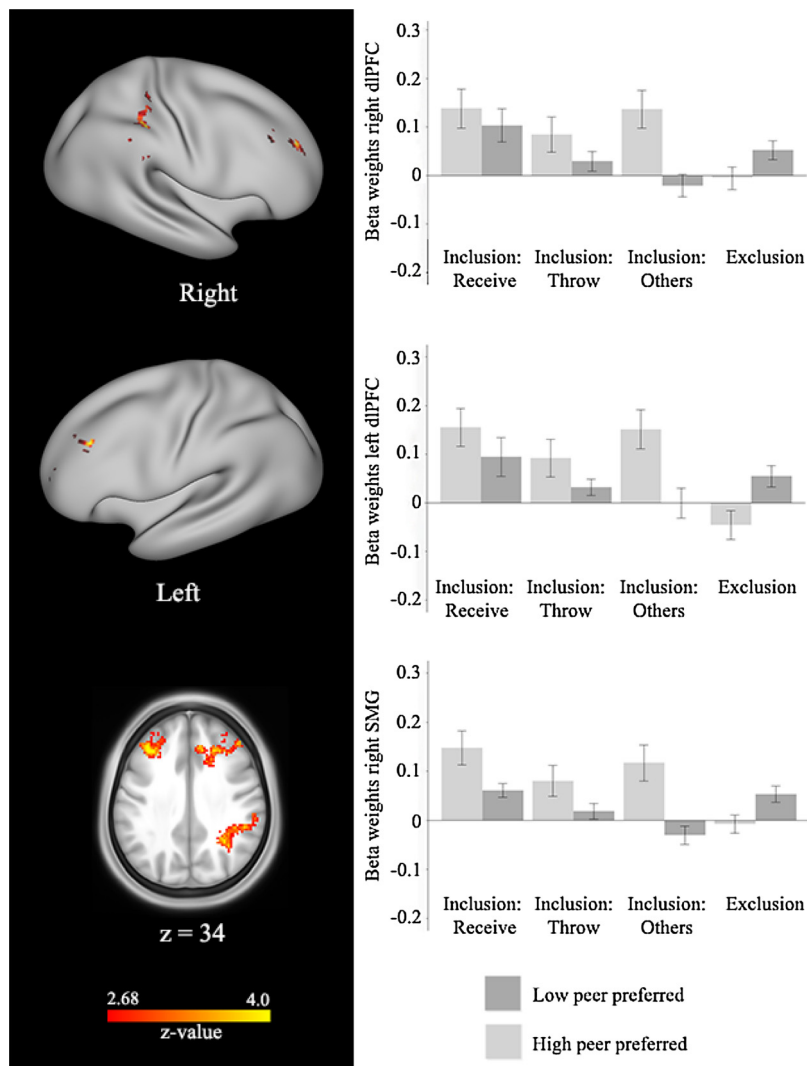 Right
Left
z = 34
2.68 4.0
z-value
Beta weights right dlPFC
0.3
0.2
0.1
0
-0.1
-0.2
Inclusion: Inclusion: Inclusion: Exclusion
Receive Throw Others
Beta weights left dlPFC
0.3
0.2
0.1
0
-0.1
-0.2
Inclusion: Inclusion: Inclusion: Exclusion
Receive Throw Others
Beta weights right SMG
0.3
0.2
0.1
0
-0.1
-0.2
Inclusion: Inclusion: Inclusion: Exclusion
Receive Throw Others
Low peer preferred
High peer preferred